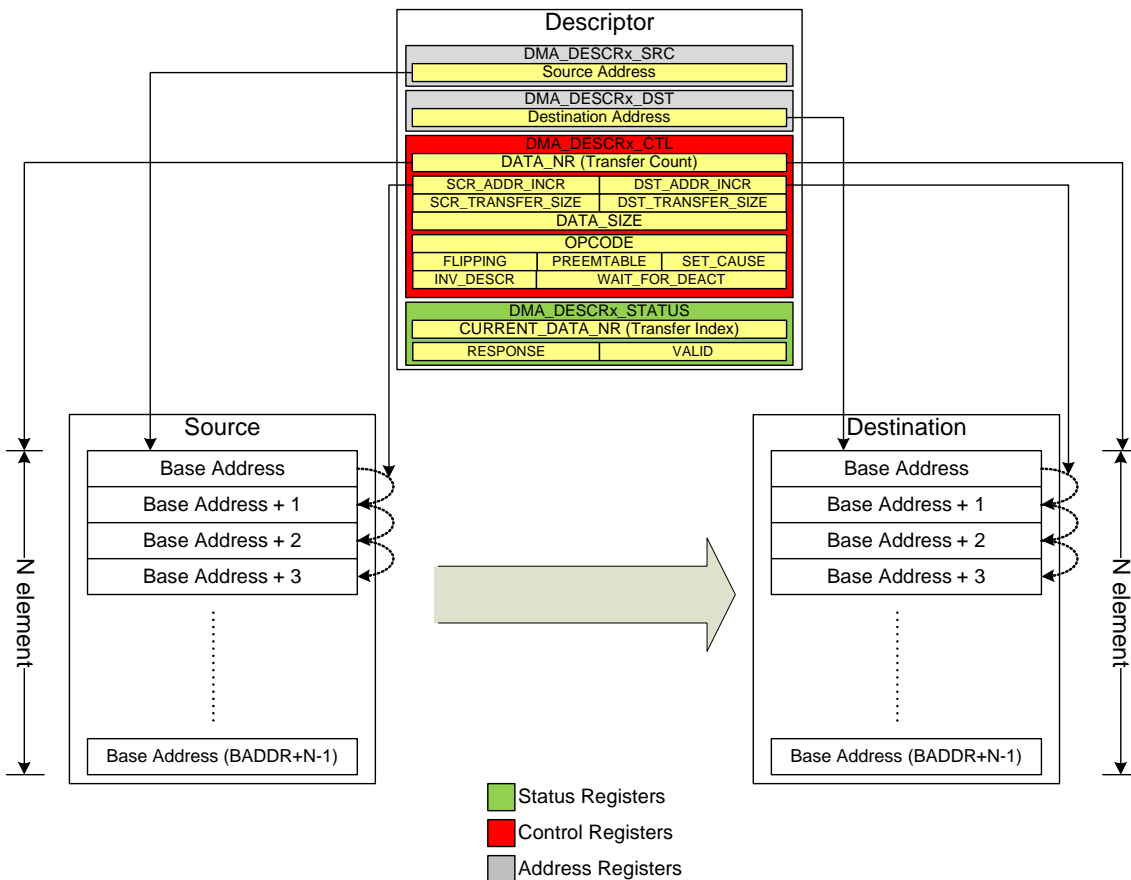 Descriptor
DMA_DESCRx_SRC
Source Address
DMA_DESCRx_DST
Destination Address
DMA_DESCRx_CTL
DATA_NR (Transfer Count)
SCR_ADDR_INCR DST_ADDR_INCR
SCR_TRANSFER_SIZE DST_TRANSFER_SIZE
DATA_SIZE
OPCODE
FLIPPING PREEMTABLE SET_CAUSE
INV_DESCR WAIT_FOR_DEACT
DMA_DESCRx_STATUS
CURRENT_DATA_NR (Transfer Index)
RESPONSE VALID
Source
Base Address
Base Address + 1
Base Address + 2
Base Address + 3
Base Address (BADDR+N-1)
N element
Destination
Base Address
Base Address + 1
Base Address + 2
Base Address + 3
Base Address (BADDR+N-1)
N element
Status Registers
Control Registers
Address Registers